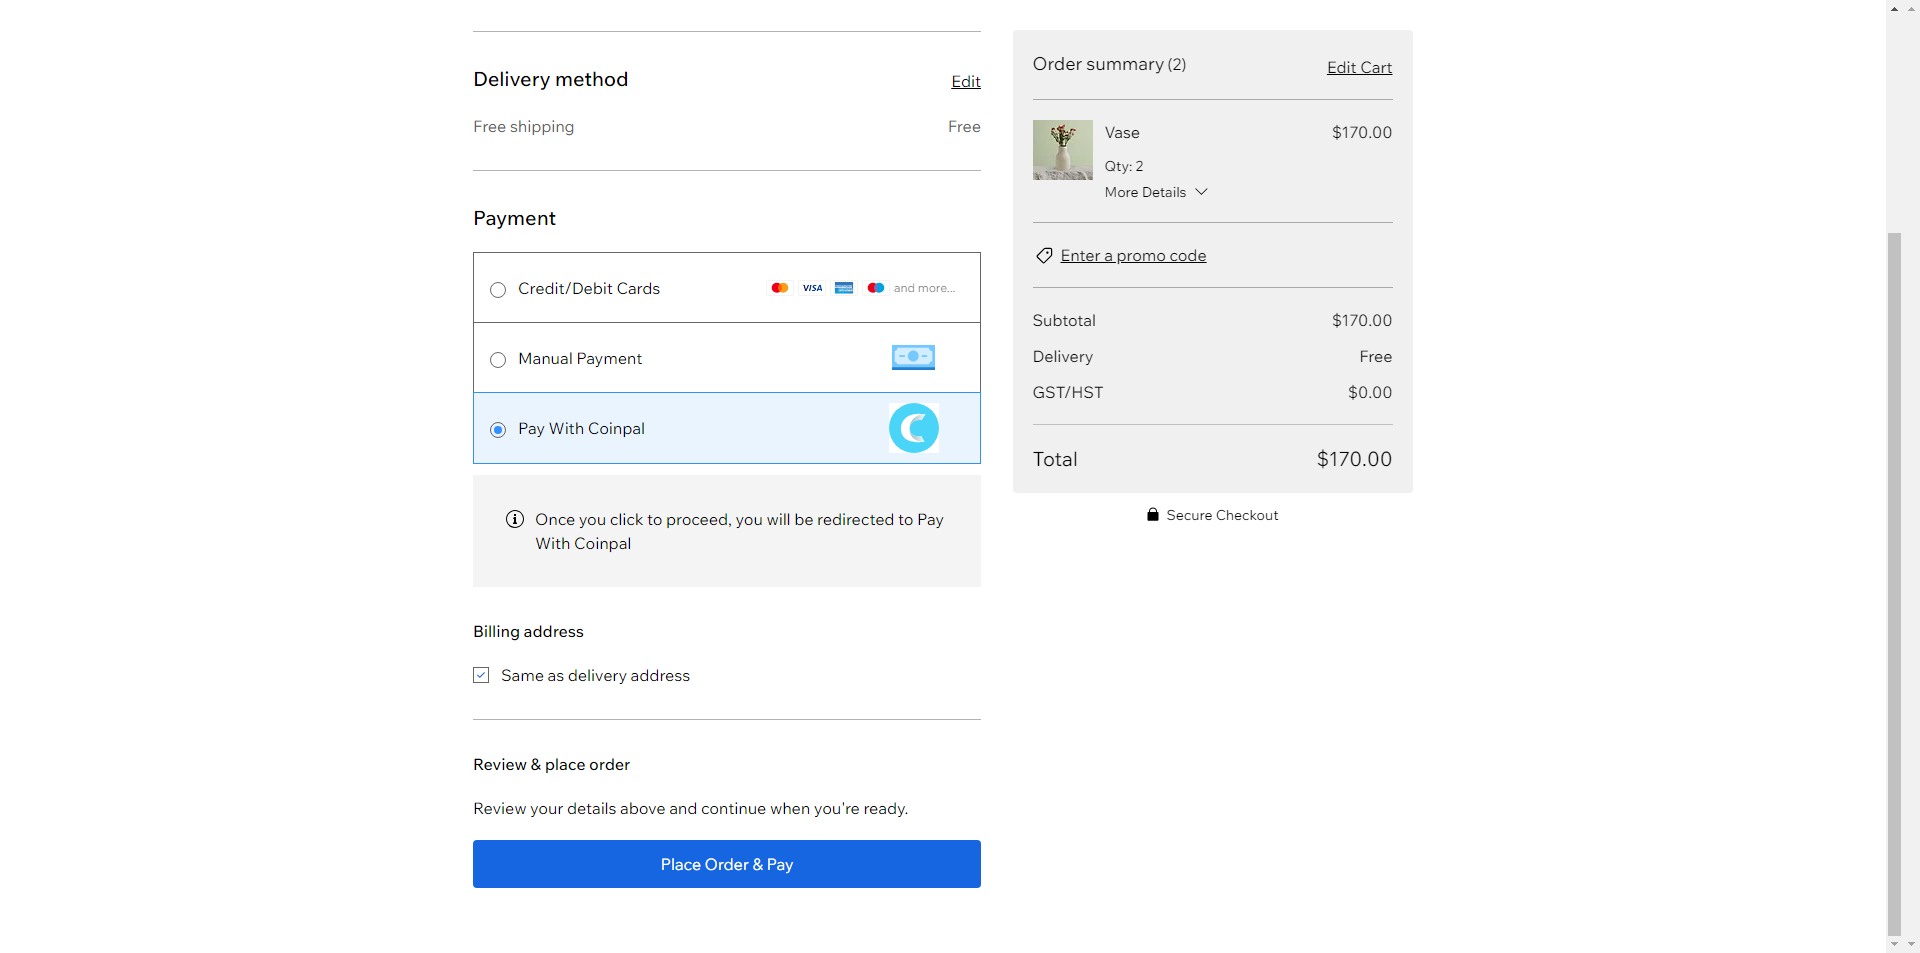 Delivery method
Edit
Free shipping
Free
Payment
Credit/Debit Cards
VISA
and more...
Manual Payment
Pay With Coinpal
Once you click to proceed, you will be redirected to Pay
With Coinpal
Billing address
Same as delivery address
Review & place order
Review your details above and continue when you're ready.
Place Order & Pay
Order summary (2)
Edit Cart
Vase
$170.00
Qty: 2
More Details
Enter a promo code
Subtotal
$170.00
Delivery
Free
GST/HST
$0.00
Total
$170.00
Secure Checkout